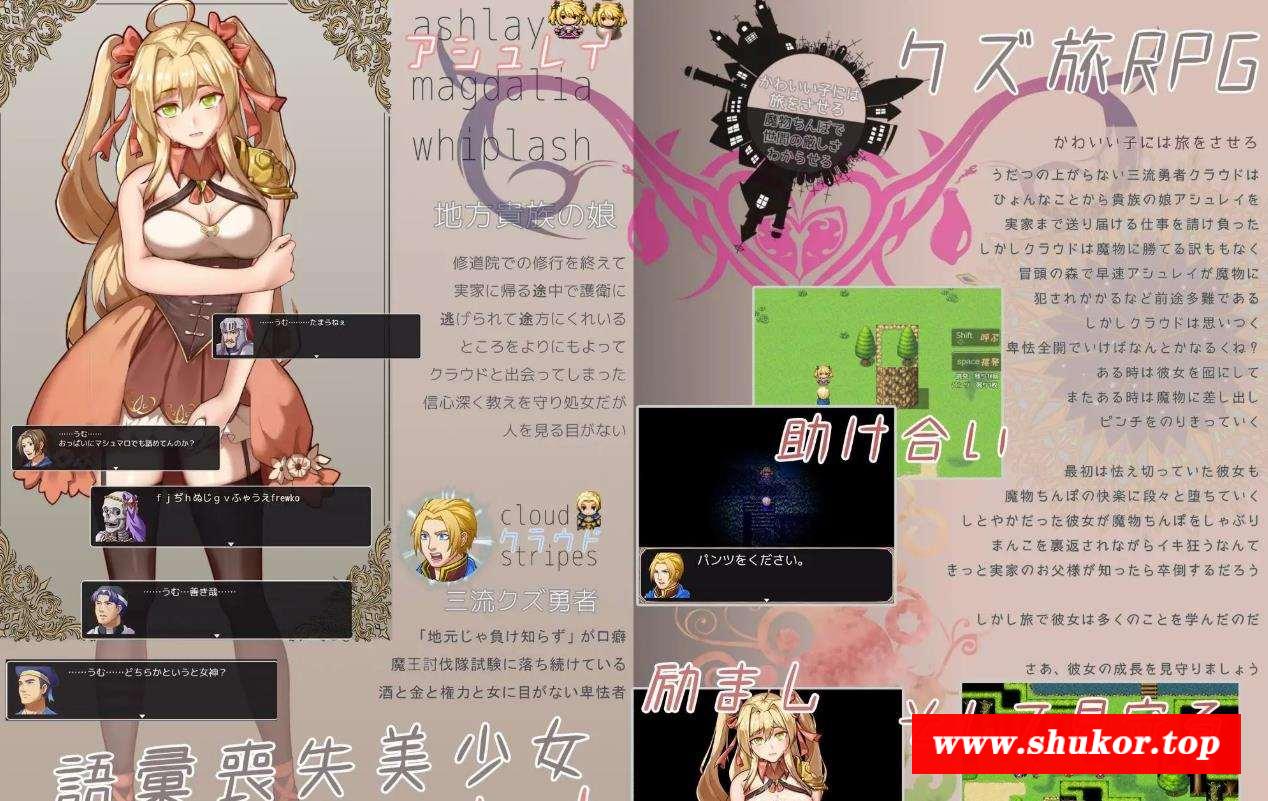 ashlay
アシュレイ
magdalia
whiplash
地方貴族の娘
修道院での修行を終えて
実家に帰る途中で護衛に
逃げられて途方にくれいる
ところをよりにもよって
クラウドと出会ってしまった
信心深く教えを守り処女だが
人を見る目がない
……うむ………たまらねぇ
……うむ……
おっぱいにマシュマロでも詰めてんのか?
ｆｊぢｈぬじｇｖふゃうえfrewko
……うむ…善き哉……
……うむ……どちらかというと女神?
cloud
クラウド
stripes
三流クズ勇者
「地元じゃ負け知らず」が口癖
魔王討伐隊試験に落ち続けている
酒と金と権力と女に目がない卑怯者
語彙喪失美少女
クズ旅RPG
かわいい子には
旅をさせろ
魔物ちんぽで
世間の厳しさ
わからせろ
かわいい子には旅をさせろ
うだつの上がらない三流勇者クラウドは
ひょんなことから貴族の娘アシュレイを
実家まで送り届ける仕事を請け負った
しかしクラウドは魔物に勝てる訳ももなく
冒頭の森で早速アシュレイが魔物に
犯されかかるなど前途多難である
しかしクラウドは思いつく
卑怯全開でいけばなんとかなるくね?
ある時は彼女を囮にして
またある時は魔物に差し出し
ピンチをのりきっていく
最初は怯え切っていた彼女も
魔物ちんぽの快楽に段々と堕ちていく
しとやかだった彼女が魔物ちんぽをしゃぶり
まんこを裏返されながらイキ狂うなんて
きっと実家のお父様が知ったら卒倒するだろう
しかし旅で彼女は多くのことを学んだのだ
さあ、彼女の成長を見守りましょう
Shift 呼ぶ
space 挑発
助け合い
パンツをください。
励まし
www.shukor.top